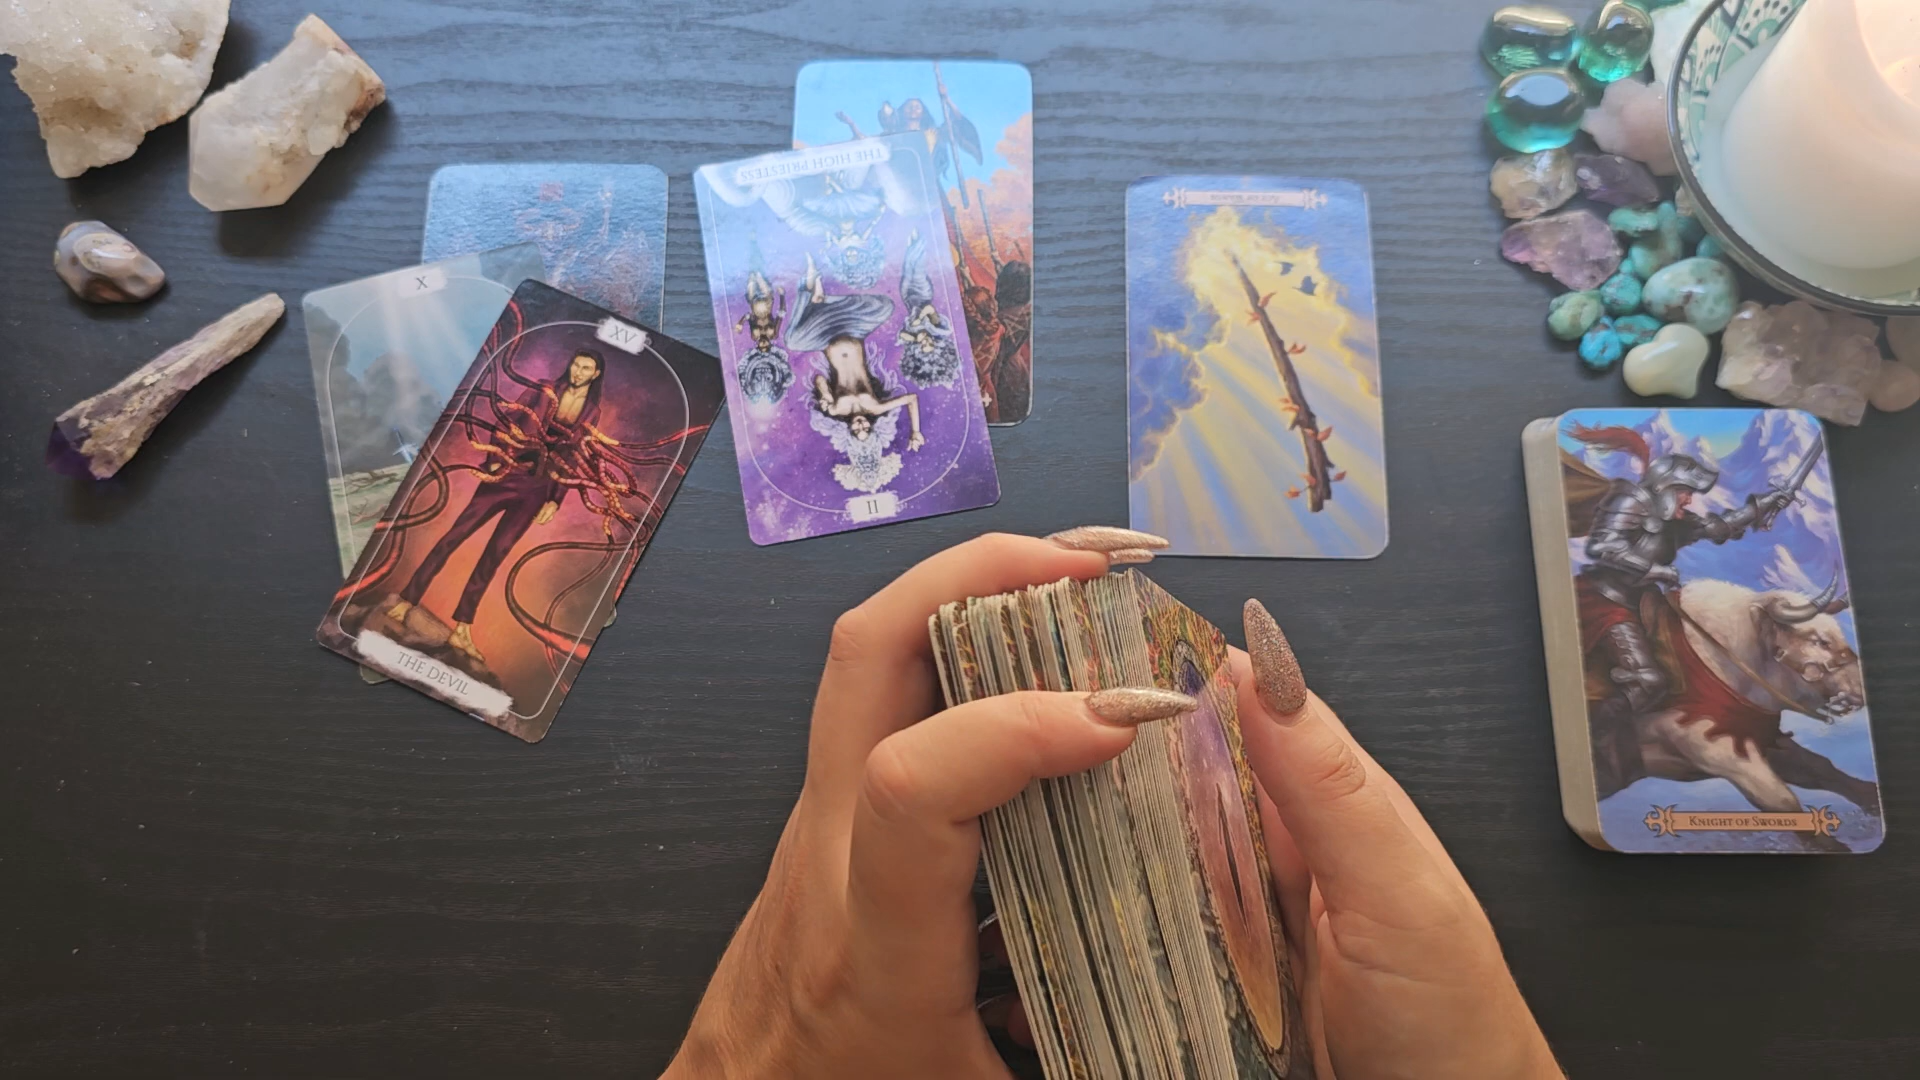 THE HIGH PRIESTESS
X
XV
II
THE DEVIL
KNIGHT OF SWORDS